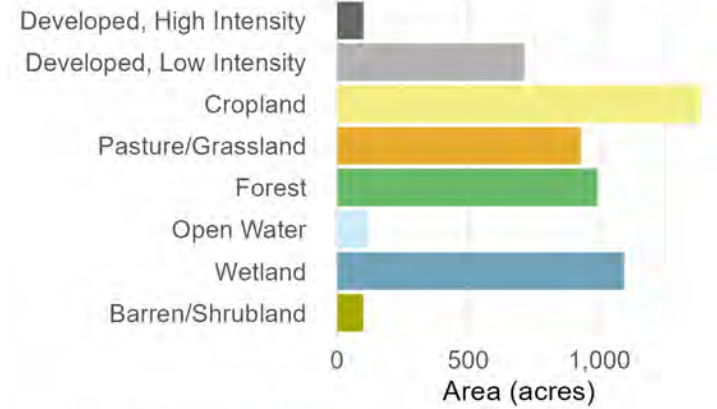 Developed, High Intensity
Developed, Low Intensity
Cropland
Pasture/Grassland
Forest
Open Water
Wetland
Barren/Shrubland
0 500 1,000
Area (acres)